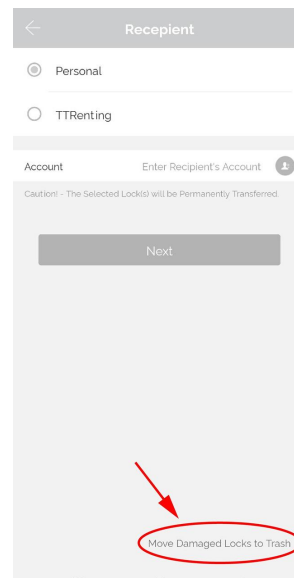 Recepient
Personal
TTRenting
Account Enter Recipient's Account
Caution! - The Selected Lock(s) will be Permanently Transferred.
Next
Move Damaged Locks to Trash